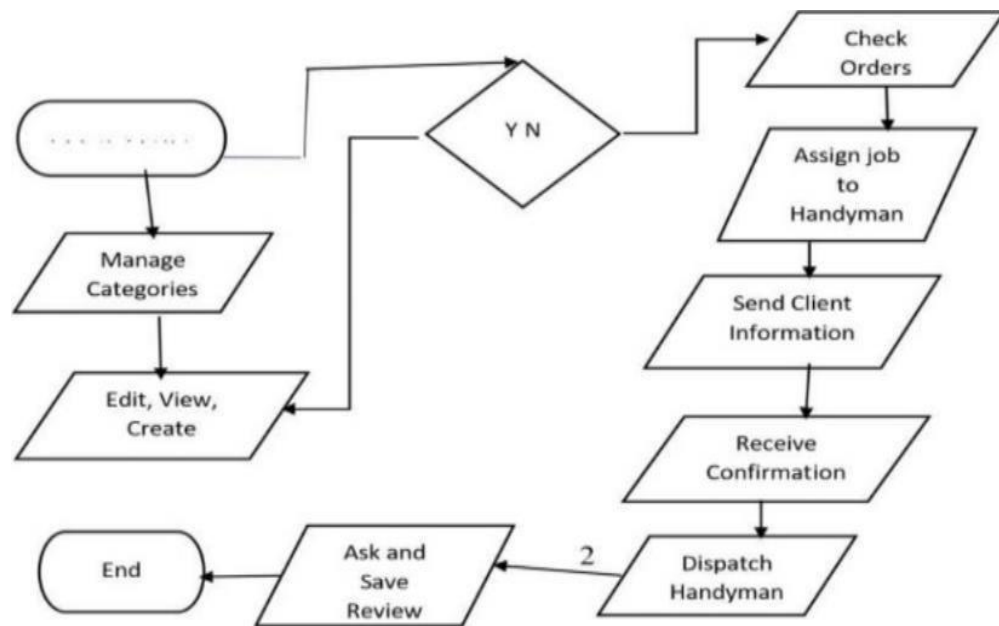 Y N
Check
Orders
Assign job
to
Handyman
Manage
Categories
Send Client
Information
Edit, View,
Create
Receive
Confirmation
End
Ask and
Save
Review
2
Dispatch
Handyman